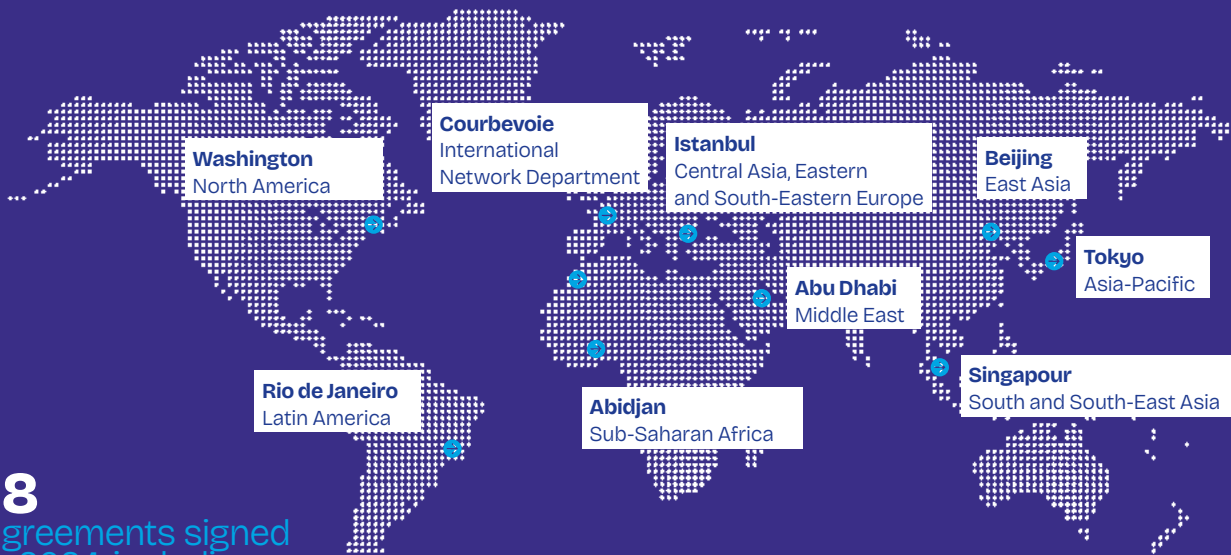 Courbevoie
International
Network Department
Istanbul
Central Asia, Eastern
and South-Eastern Europe
Washington
North America
Beijing
East Asia
Tokyo
Asia-Pacific
Abu Dhabi
Middle East
Singapour
South and South-East Asia
Rio de Janeiro
Latin America
Abidjan
Sub-Saharan Africa
8
greements signed
2024